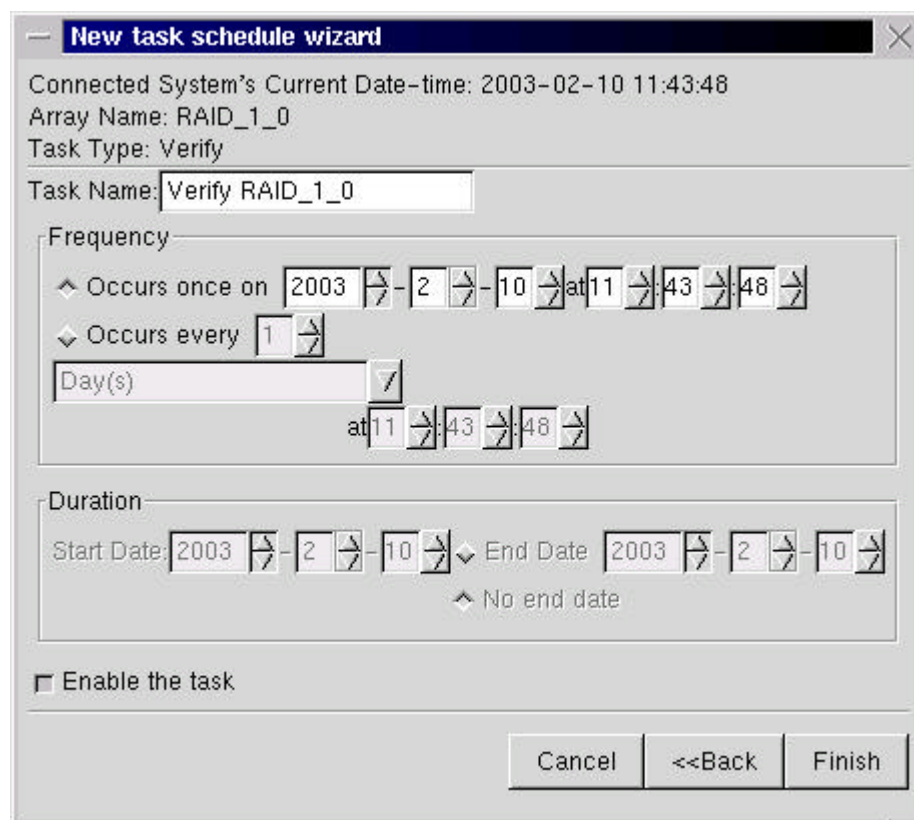 New task schedule wizard
Connected System's Current Date-time: 2003-02-10 11:43:48
Array Name: RAID_1_0
Task Type: Verify
Task Name: Verify RAID_1_0
Frequency
Occurs once on 2003 - 2 - 10 at 11 : 43 : 48
Occurs every 1
Day(s)
at 11 : 43 : 48
Duration
Start Date: 2003 - 2 - 10 End Date 2003 - 2 - 10
No end date
Enable the task
Cancel <<Back Finish